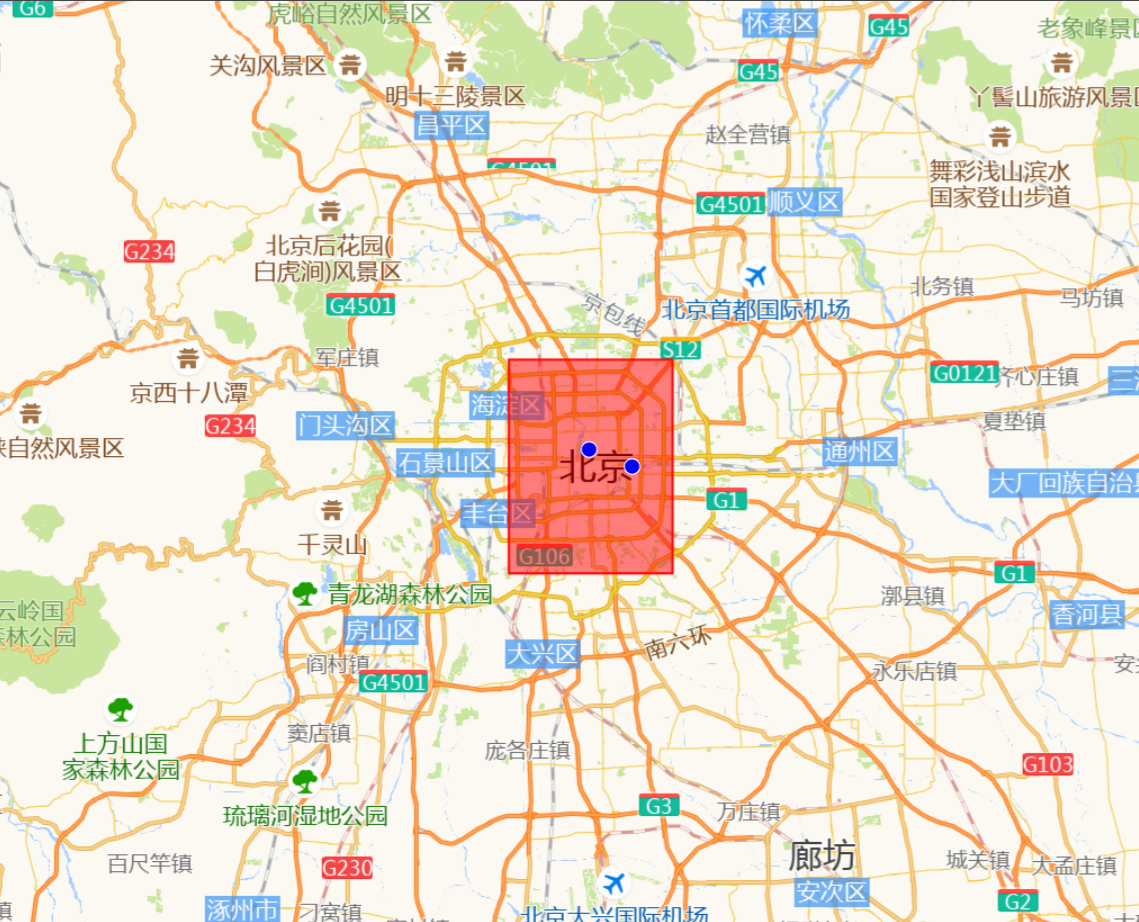 G6
虎峪自然风景区
怀柔区
G45
老象峰景区
关沟风景区
G45
明十三陵景区
丫髻山旅游风景区
昌平区
赵全营镇
舞彩浅山滨水
国家登山步道
G4501
G4501
顺义区
G234
北京后花园(
白虎涧)风景区
G4501
北京首都国际机场
北务镇
马坊镇
京包线
S12
军庄镇
京西十八潭
G0121
齐心庄镇
三
海淀区
G234
门头沟区
夏垫镇
自然风景区
石景山区
北京
通州区
大厂回族自治县
G1
丰台区
千灵山
G106
G1
青龙湖森林公园
漷县镇
云岭国
森林公园
香河县
房山区
南六环
大兴区
阎村镇
永乐店镇
安
G4501
上方山国
家森林公园
窦店镇
庞各庄镇
G103
琉璃河湿地公园
G3
万庄镇
廊坊
百尺竿镇
G230
城关镇
大孟庄镇
安次区
G2
涿州市
刁窝镇
北京大兴国际机场